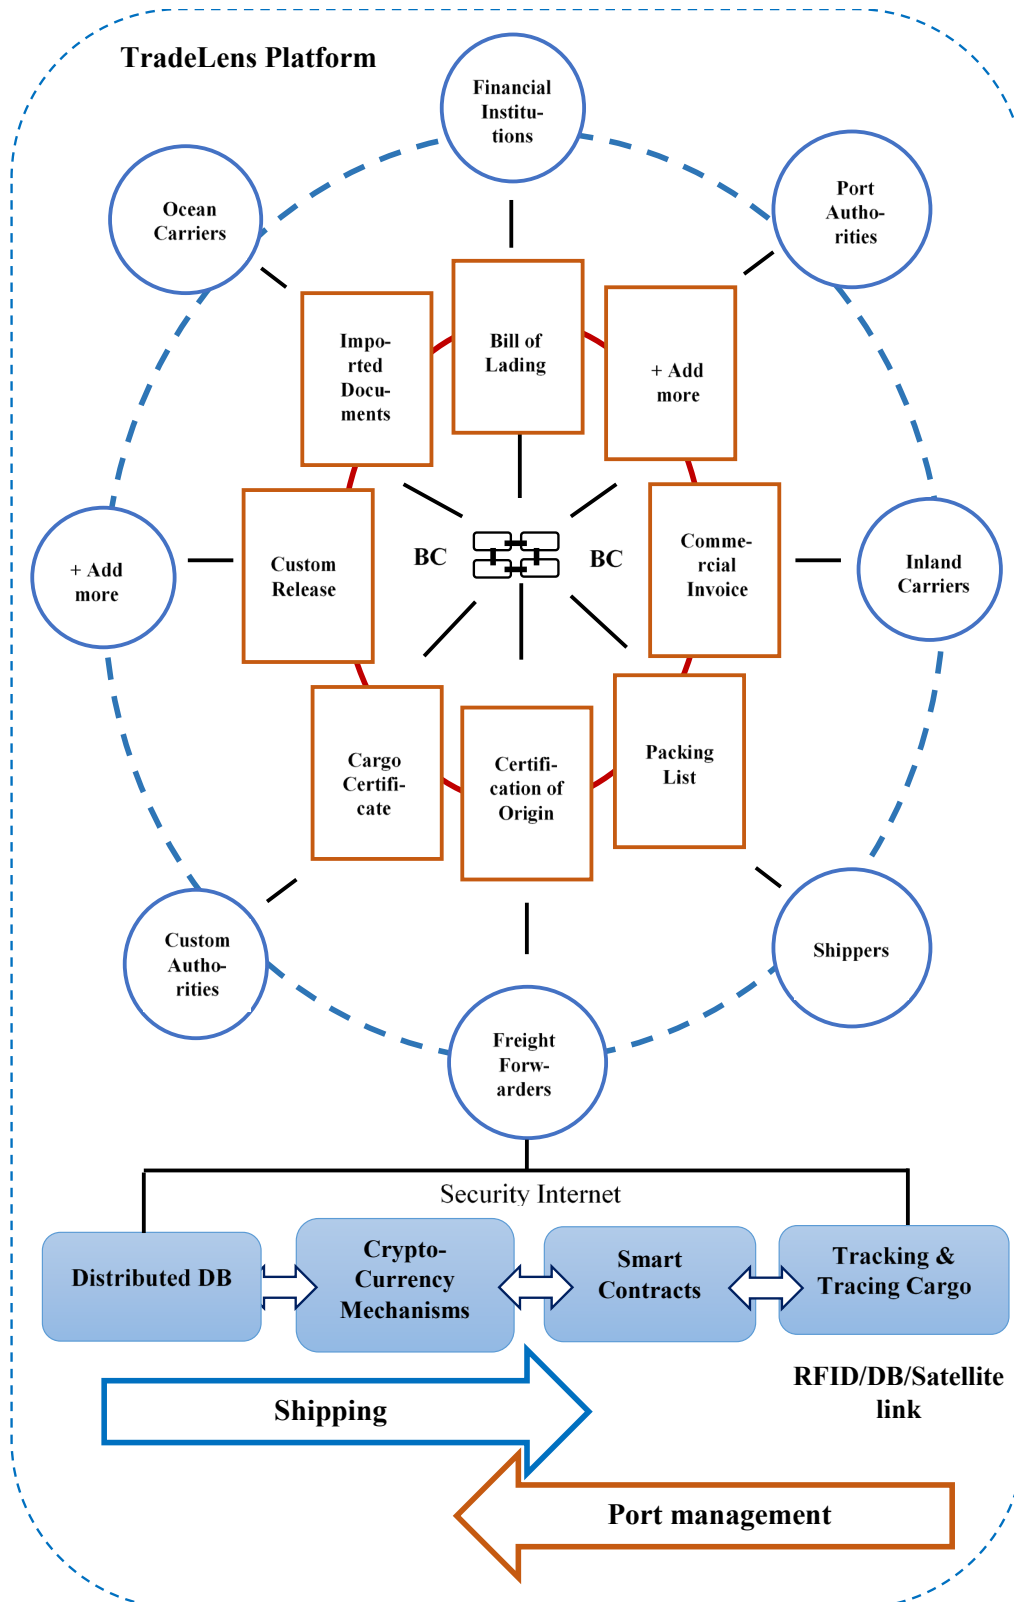 TradeLens Platform
Financial
Institu-
tions
Ocean
Carriers
Port
Autho-
rities
Impo-
rted
Docu-
ments
Bill of
Lading
+ Add
more
+ Add
more
Custom
Release
BC
BC
Comme-
rcial
Invoice
Inland
Carriers
Cargo
Certifi-
cate
Certifi-
cation of
Origin
Packing
List
Custom
Autho-
rities
Freight
Forw-
arders
Shippers
Security Internet
Distributed DB
Crypto-
Currency
Mechanisms
Smart
Contracts
Tracking &
Tracing Cargo
RFID/DB/Satellite
link
Shipping
Port management